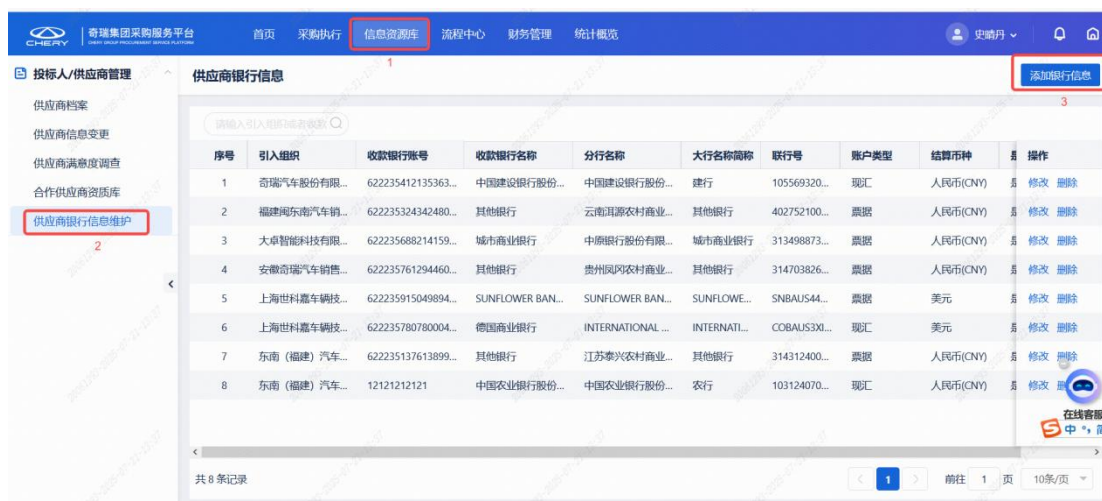 CHERY 奇瑞集团采购服务平台 首页 采购执行 信息资源库 流程中心 财务管理 统计概览 史晴丹
CHERY GROUP PROCUREMENT SERVICE PLATFORM
1
投标人/供应商管理
供应商档案
供应商信息变更
供应商满意度调查
合作供应商资质库
供应商银行信息维护
2
供应商银行信息 添加银行信息
3
请输入引入组织或者收款
序号 引入组织 收款银行账号 收款银行名称 分行名称 大行名称简称 联行号 账户类型 结算币种 操作
1 奇瑞汽车股份有限... 622235412135363... 中国建设银行股份... 中国建设银行股份... 建行 105569320... 现汇 人民币(CNY) 修改 删除
2 福建闽东南汽车销... 622235324342480... 其他银行 云南洱源农村商业... 其他银行 402752100... 票据 人民币(CNY) 修改 删除
3 大卓智能科技有限... 622235688214159... 城市商业银行 中原银行股份有限... 城市商业银行 313498873... 票据 人民币(CNY) 修改 删除
4 安徽奇瑞汽车销售... 622235761294460... 其他银行 贵州凤冈农村商业... 其他银行 314703826... 票据 人民币(CNY) 修改 删除
5 上海世科嘉车辆技... 622235915049894... SUNFLOWER BAN... SUNFLOWER BAN... SUNFLOWE... SNBAUS44... 票据 美元 修改 删除
6 上海世科嘉车辆技... 622235780780004... 德国商业银行 INTERNATIONAL ... INTERNATI... COBAUS3XI... 现汇 美元 修改 删除
7 东南（福建）汽车... 622235137613899... 其他银行 江苏泰兴农村商业... 其他银行 314312400... 票据 人民币(CNY) 修改 删除
8 东南（福建）汽车... 12121212121 中国农业银行股份... 中国农业银行股份... 农行 103124070... 现汇 人民币(CNY) 修改
在线客服
中 °, 简
共 8 条记录 1 前往 1 页 10条/页